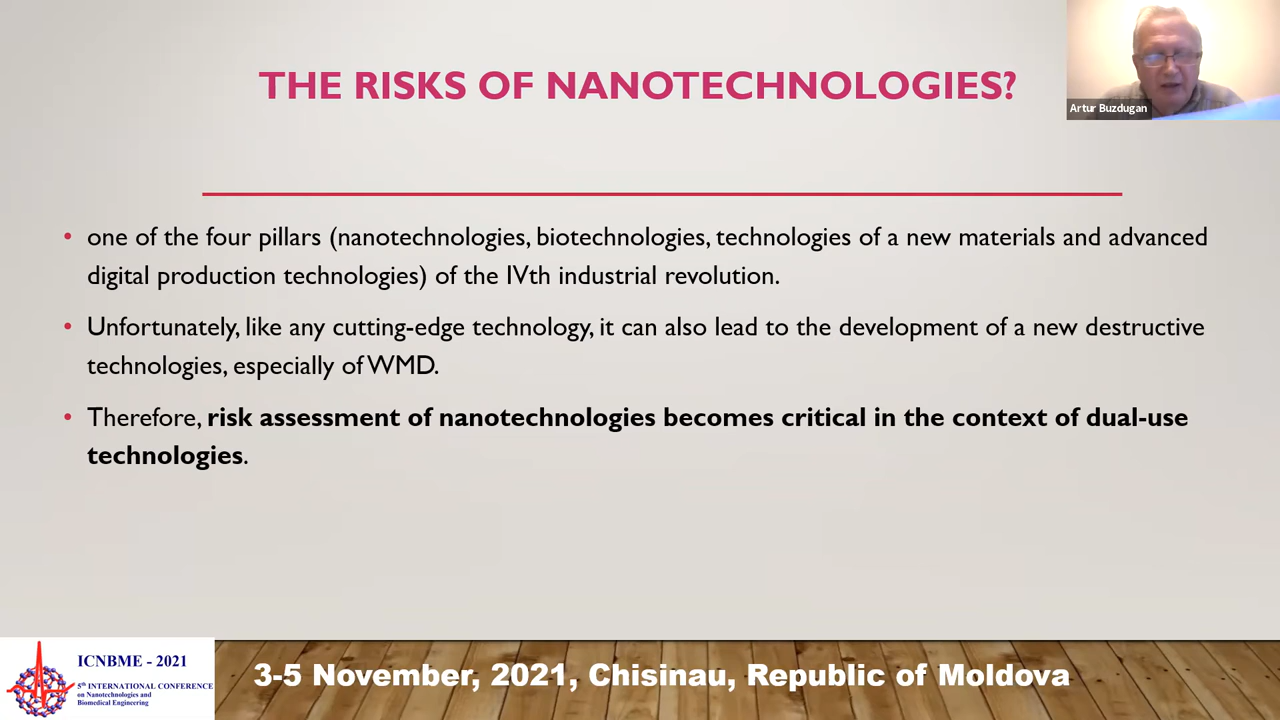 THE RISKS OF NANOTECHNOLOGIES?
Artur Buzdugan
• one of the four pillars (nanotechnologies, biotechnologies, technologies of a new materials and advanced
digital production technologies) of the IVth industrial revolution.
• Unfortunately, like any cutting-edge technology, it can also lead to the development of a new destructive
technologies, especially of WMD.
• Therefore, risk assessment of nanotechnologies becomes critical in the context of dual-use
technologies.
ICNBME - 2021
5th INTERNATIONAL CONFERENCE
on Nanotechnologies and
Biomedical Engineering
3-5 November, 2021, Chisinau, Republic of Moldova